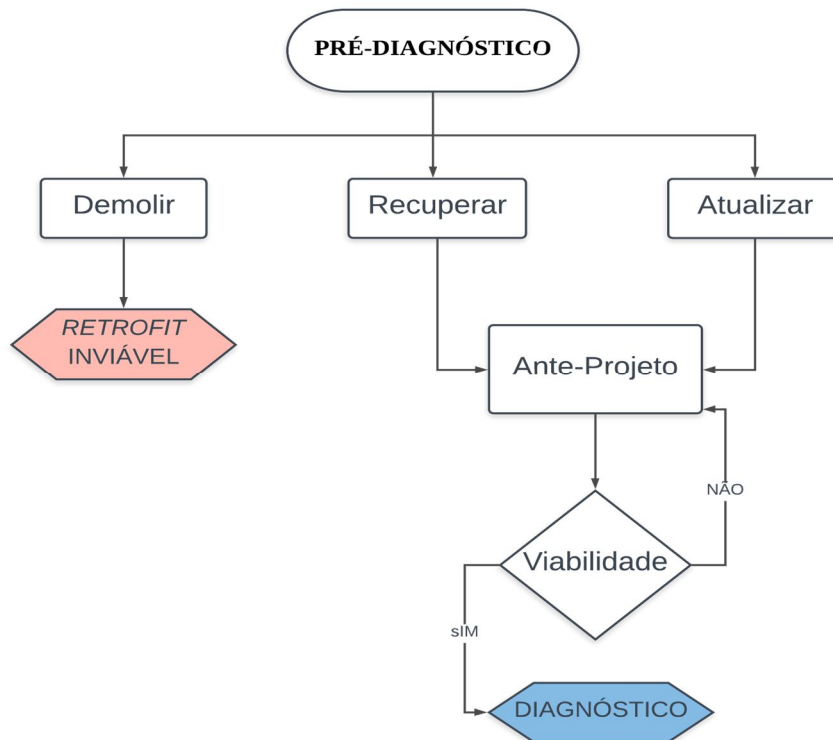 PRÉ-DIAGNÓSTICO
Demolir
Recuperar
Atualizar
RETROFIT
INVIÁVEL
Ante-Projeto
NÃO
Viabilidade
sIM
DIAGNÓSTICO